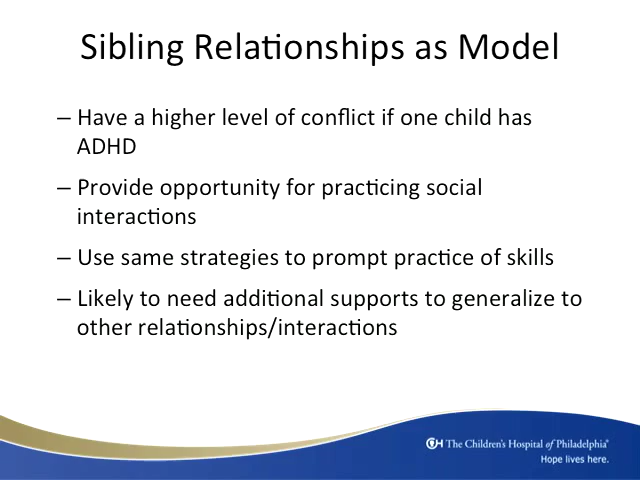 Sibling Relationships as Model
– Have a higher level of conflict if one child has
ADHD
– Provide opportunity for practicing social
interactions
– Use same strategies to prompt practice of skills
– Likely to need additional supports to generalize to
other relationships/interactions
CH The Children's Hospital of Philadelphia®
Hope lives here.